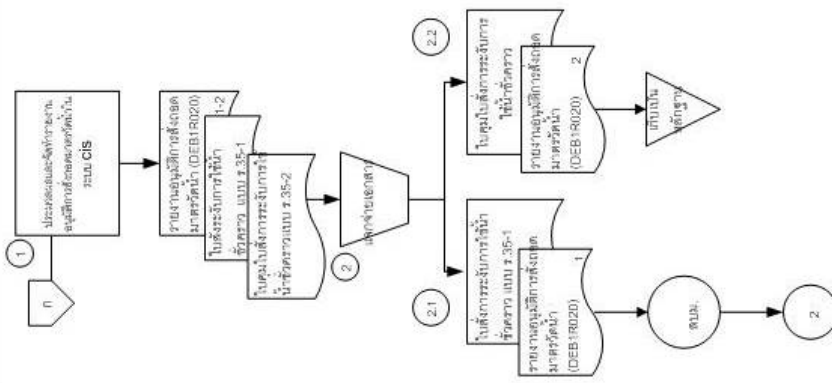 ก
1
ประมวลผลและจัดทำรายงาน
อนุมัติการสั่งถอดมาตรวัดน้ำใน
ระบบ cis
รายงานอนุมัติการสั่งถอด
มาตรวัดน้ำ (DEB1R020)
1-2
ใบสั่งระงับการใช้น้ำ
ชั่วคราว แบบ ร.35-1
ใบคุมใบสั่งการระงับการใช้
น้ำชั่วคราวแบบ ร.35-2
2
แจกจ่ายเอกสาร
2.1
ใบสั่งการระงับการใช้น้ำ
ชั่วคราว แบบ ร.35-1
1
รายงานอนุมัติการสั่งถอด
มาตรวัดน้ำ
(DEB1R020)
ตบม.
2
2.2
ใบคุมใบสั่งการระงับการ
ใช้น้ำชั่วคราว
2
รายงานอนุมัติการสั่งถอด
มาตรวัดน้ำ
(DEB1R020)
เก็บเป็น
หลักฐาน